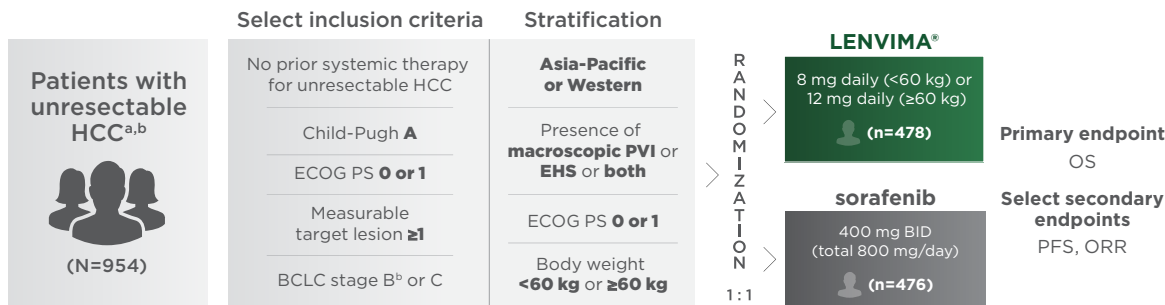 Select inclusion criteria
Stratification
Patients with
unresectable
HCCa,b
(N=954)
No prior systemic therapy
for unresectable HCC
Child-Pugh A
ECOG PS 0 or 1
Measurable
target lesion ≥1
BCLC stage Bb or C
Asia-Pacific
or Western
Presence of
macroscopic PVI or
EHS or both
ECOG PS 0 or 1
Body weight
<60 kg or ≥60 kg
RANDOMIZATION
1:1
LENVIMA®
8 mg daily (<60 kg) or
12 mg daily (≥60 kg)
(n=478)
sorafenib
400 mg BID
(total 800 mg/day)
(n=476)
Primary endpoint
OS
Select secondary
endpoints
PFS, ORR